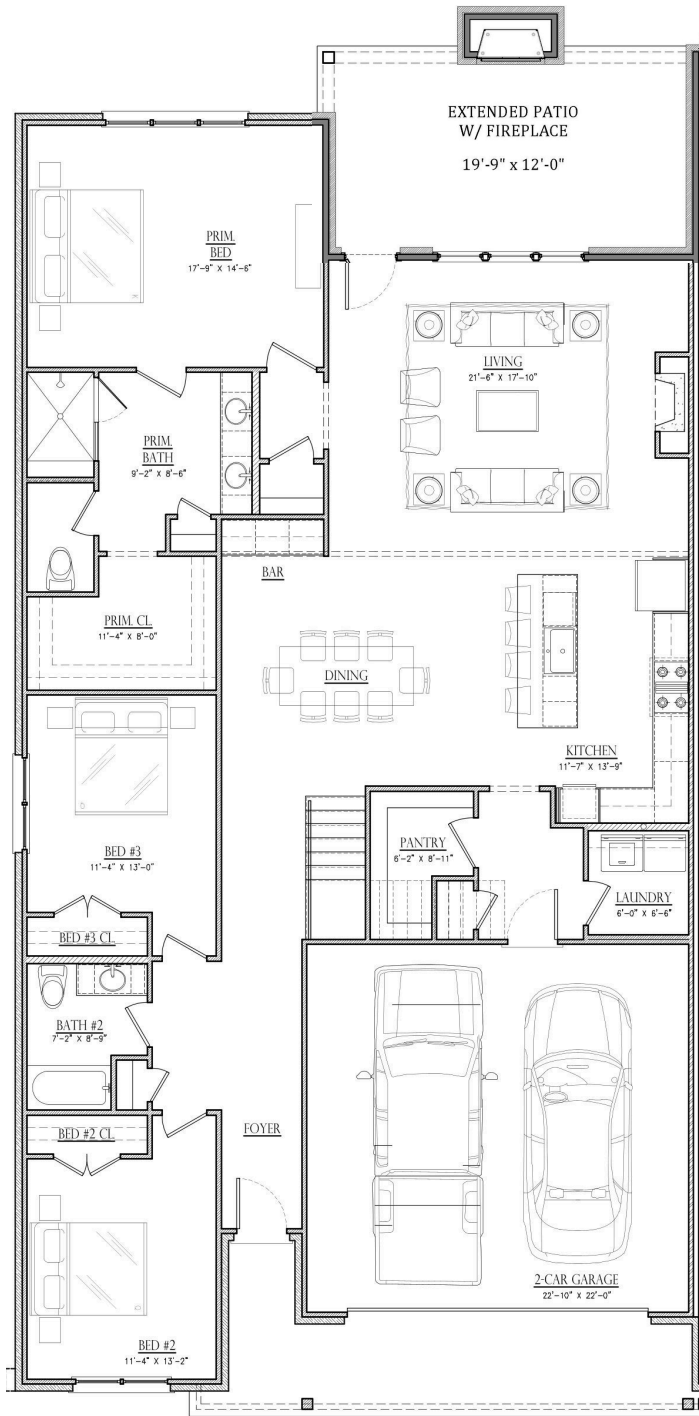 EXTENDED PATIO
W/ FIREPLACE
19'-9" x 12'-0"
PRIM.
BED
17'-9" X 14'-6"
LIVING
21'-6" X 17'-10"
PRIM.
BATH
9'-2" X 8'-6"
BAR
PRIM. CL
11'-4" X 8'-0"
DINING
KITCHEN
11'-7" X 13'-9"
BED #3
11'-4" X 13'-0"
PANTRY
6'-2" X 8'-11"
LAUNDRY
6'-0" X 6'-6"
BED #3 CL
BATH #2
7'-2" X 8'-9"
BED #2 CL
FOYER
2-CAR GARAGE
22'-10" X 22'-0"
BED #2
11'-4" X 13'-2"